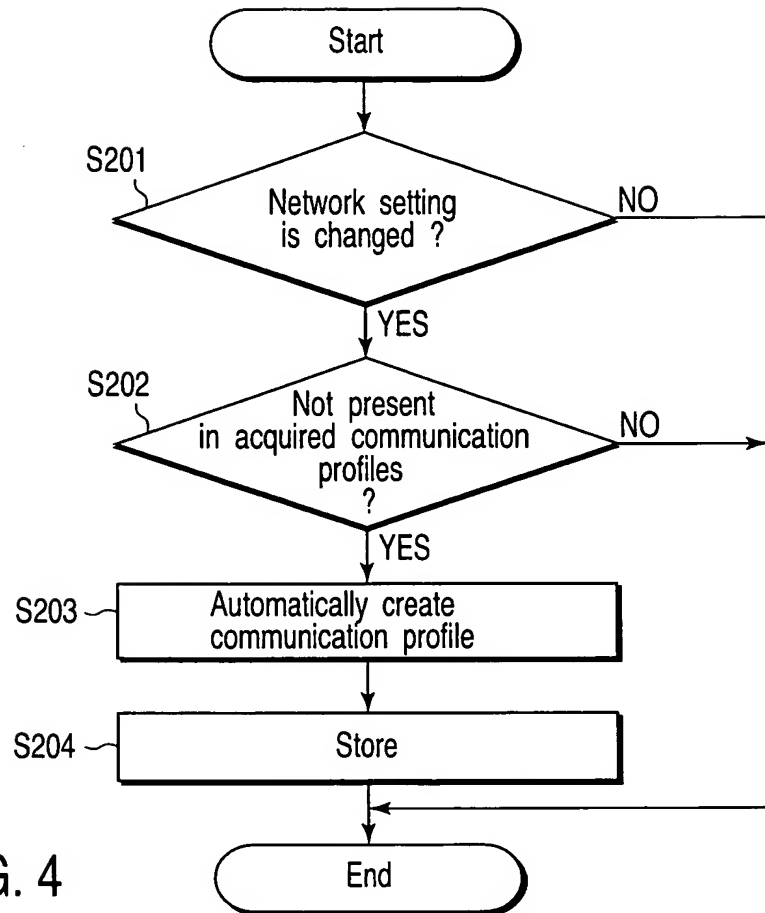 Start
S201
Network setting
is changed ?
NO
YES
S202
Not present
in acquired communication
profiles
?
NO
YES
S203
Automatically create
communication profile
S204
Store
End
G. 4